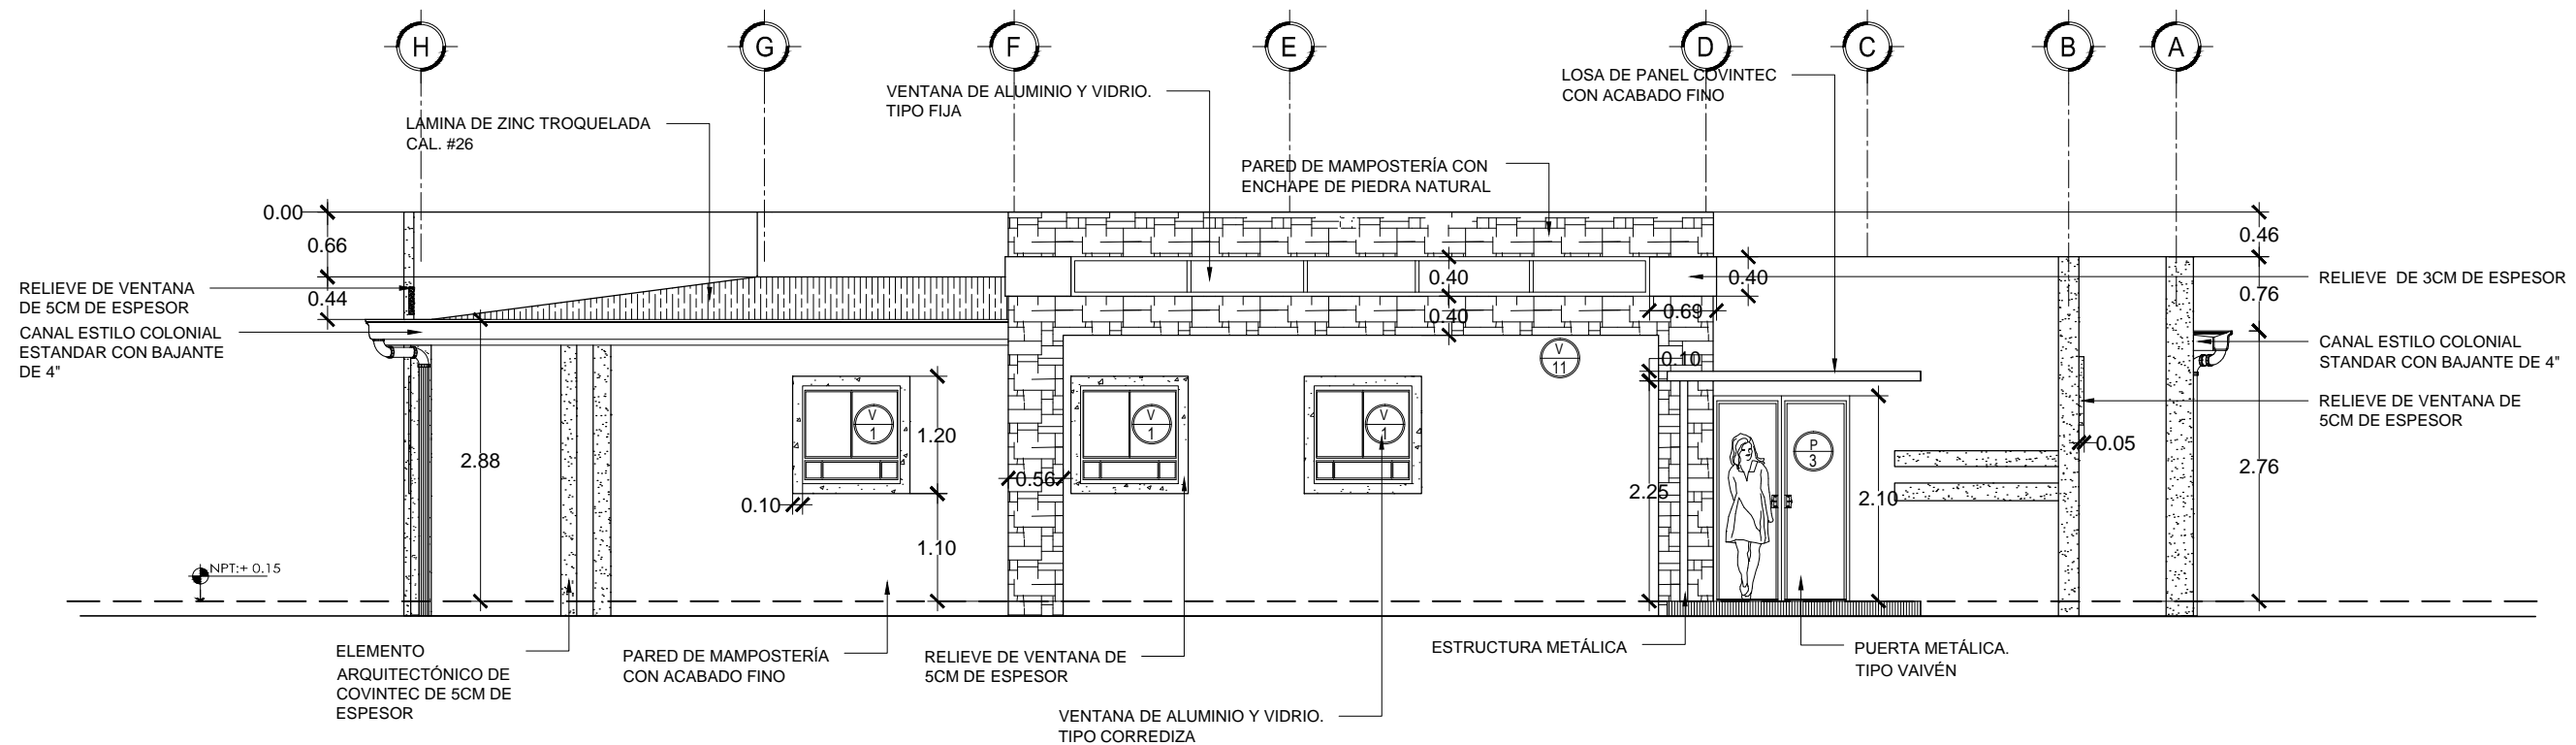 H
G
F
E
D
C
B
A
VENTANA DE ALUMINIO Y VIDRIO.
TIPO FIJA
LOSA DE PANEL COVINTEC
CON ACABADO FINO
LAMINA DE ZINC TROQUELADA
CAL. #26
PARED DE MAMPOSTERÍA CON
ENCHAPE DE PIEDRA NATURAL
0.00
0.66
0.44
0.46
0.76
2.76
0.40
0.40
0.40
0.69
RELIEVE DE VENTANA
DE 5CM DE ESPESOR
CANAL ESTILO COLONIAL
ESTANDAR CON BAJANTE
DE 4"
RELIEVE DE 3CM DE ESPESOR
CANAL ESTILO COLONIAL
STANDAR CON BAJANTE DE 4"
RELIEVE DE VENTANA DE
5CM DE ESPESOR
V
11
0.10
V
1
V
1
V
1
P
3
1.20
2.88
0.10
1.10
0.56
2.25
2.10
0.05
NPT:+ 0.15
ELEMENTO
ARQUITECTÓNICO DE
COVINTEC DE 5CM DE
ESPESOR
PARED DE MAMPOSTERÍA
CON ACABADO FINO
RELIEVE DE VENTANA DE
5CM DE ESPESOR
VENTANA DE ALUMINIO Y VIDRIO.
TIPO CORREDIZA
ESTRUCTURA METÁLICA
PUERTA METÁLICA.
TIPO VAIVÉN